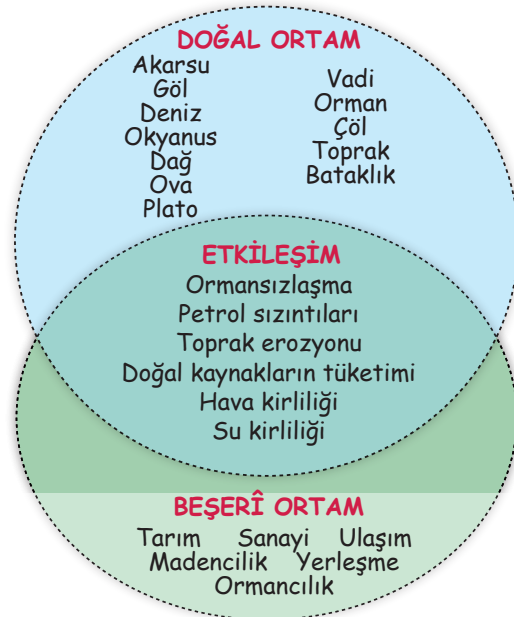 DOĞAL ORTAM
Akarsu
Göl
Deniz
Okyanus
Dağ
Ova
Plato
Vadi
Orman
Çöl
Toprak
Bataklık
ETKİLEŞİM
Ormansızlaşma
Petrol sızıntıları
Toprak erozyonu
Doğal kaynakların tüketimi
Hava kirliliği
Su kirliliği
BEŞERÎ ORTAM
Tarım Sanayi Ulaşım
Madencilik Yerleşme
Ormancılık